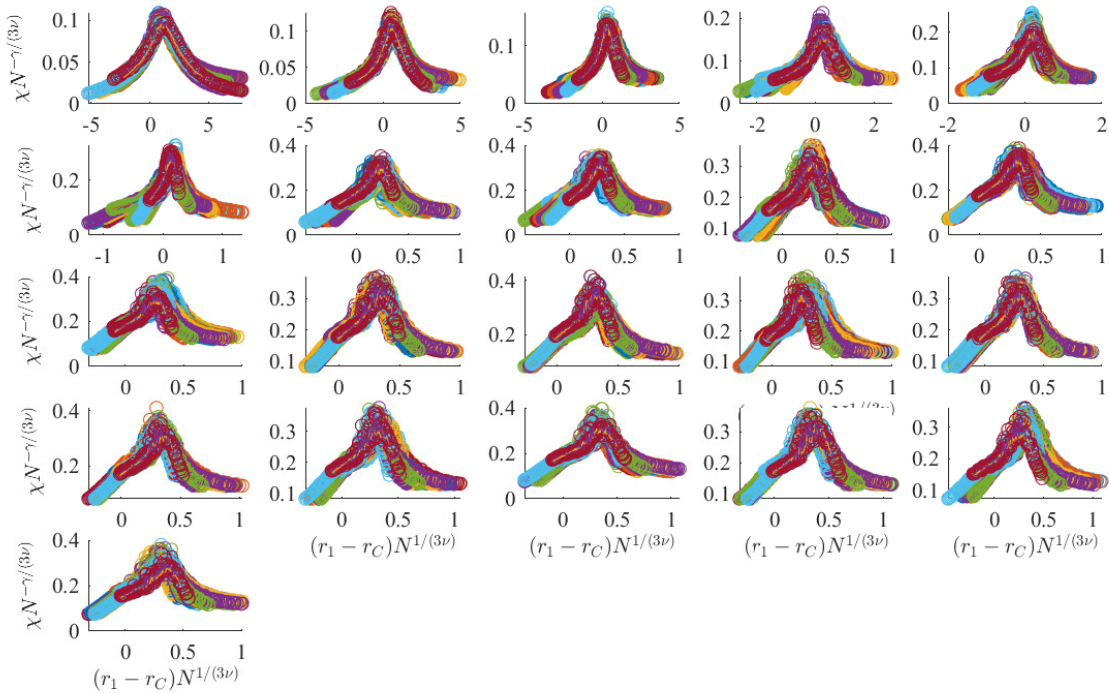 0.1 0.1 0.1 0.2 0.2
χN^{-γ/(3ν)} 0.05 0.05 0.1 0.1
0 0 0 0 0
-5 0 5 -5 0 5 -5 0 5 -2 0 2 -2 0 2
χN^{-γ/(3ν)} 0.4 0.4 0.3 0.4
0.2 0.2 0.2 0.2 0.2
0.1
0 0 0 0
-1 0 1 0 0.5 1 0 0.5 1 0 0.5 1 0 0.5 1
0.4 0.3 0.4 0.3 0.3
χN^{-γ/(3ν)} 0.2 0.2 0.2 0.2 0.2
0 0.1 0 0.1 0.1
0 0.5 1 0 0.5 1 0 0.5 1 0 0.5 1 0 0.5 1
0.4 0.3 0.4 0.3 0.3
χN^{-γ/(3ν)} 0.2 0.2 0.2 0.2 0.2
0.1 0.1 0 0.1 0.1
0 0.5 1 0 0.5 1 0 0.5 1 0 0.5 1 0 0.5 1
(r_1 − r_C)N^{1/(3ν)} (r_1 − r_C)N^{1/(3ν)} (r_1 − r_C)N^{1/(3ν)} (r_1 − r_C)N^{1/(3ν)}
χN^{-γ/(3ν)} 0.4
0.2
0
0 0.5 1
(r_1 − r_C)N^{1/(3ν)}